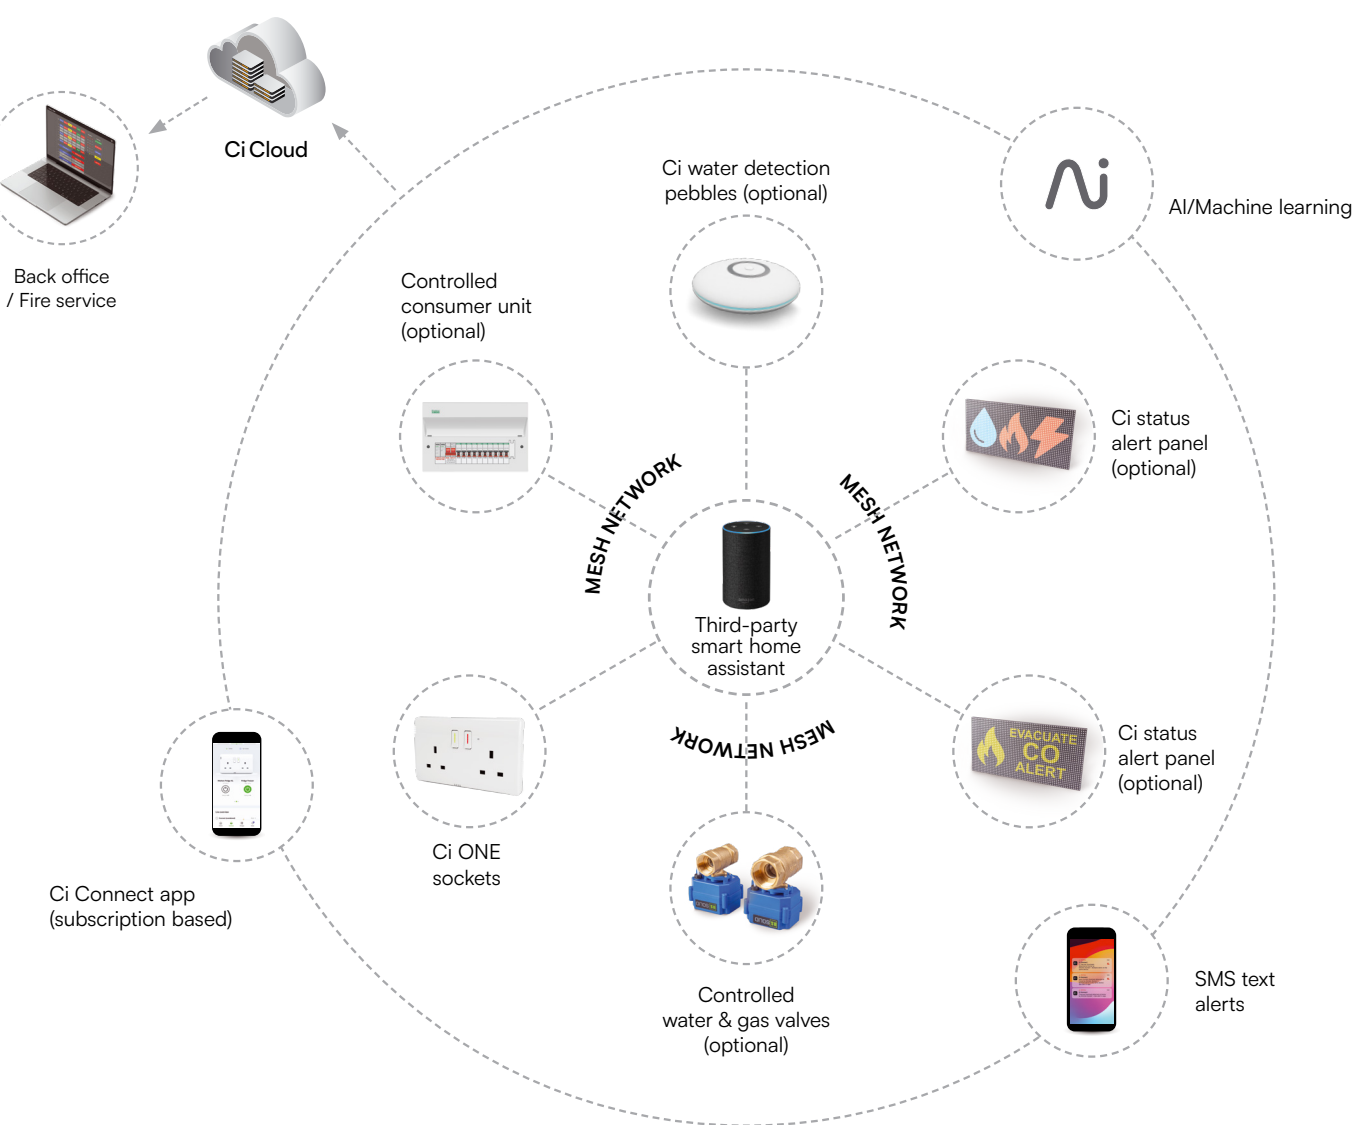 Ci Cloud
Back office
/ Fire service
Ci water detection
pebbles (optional)
AI/Machine learning
Controlled
consumer unit
(optional)
Ci status
alert panel
(optional)
MESH NETWORK
MESH NETWORK
Third-party
smart home
assistant
MESH NETWORK
EVACUATE
CO
ALERT
Ci status
alert panel
(optional)
Ci ONE
sockets
Ci Connect app
(subscription based)
Controlled
water & gas valves
(optional)
SMS text
alerts